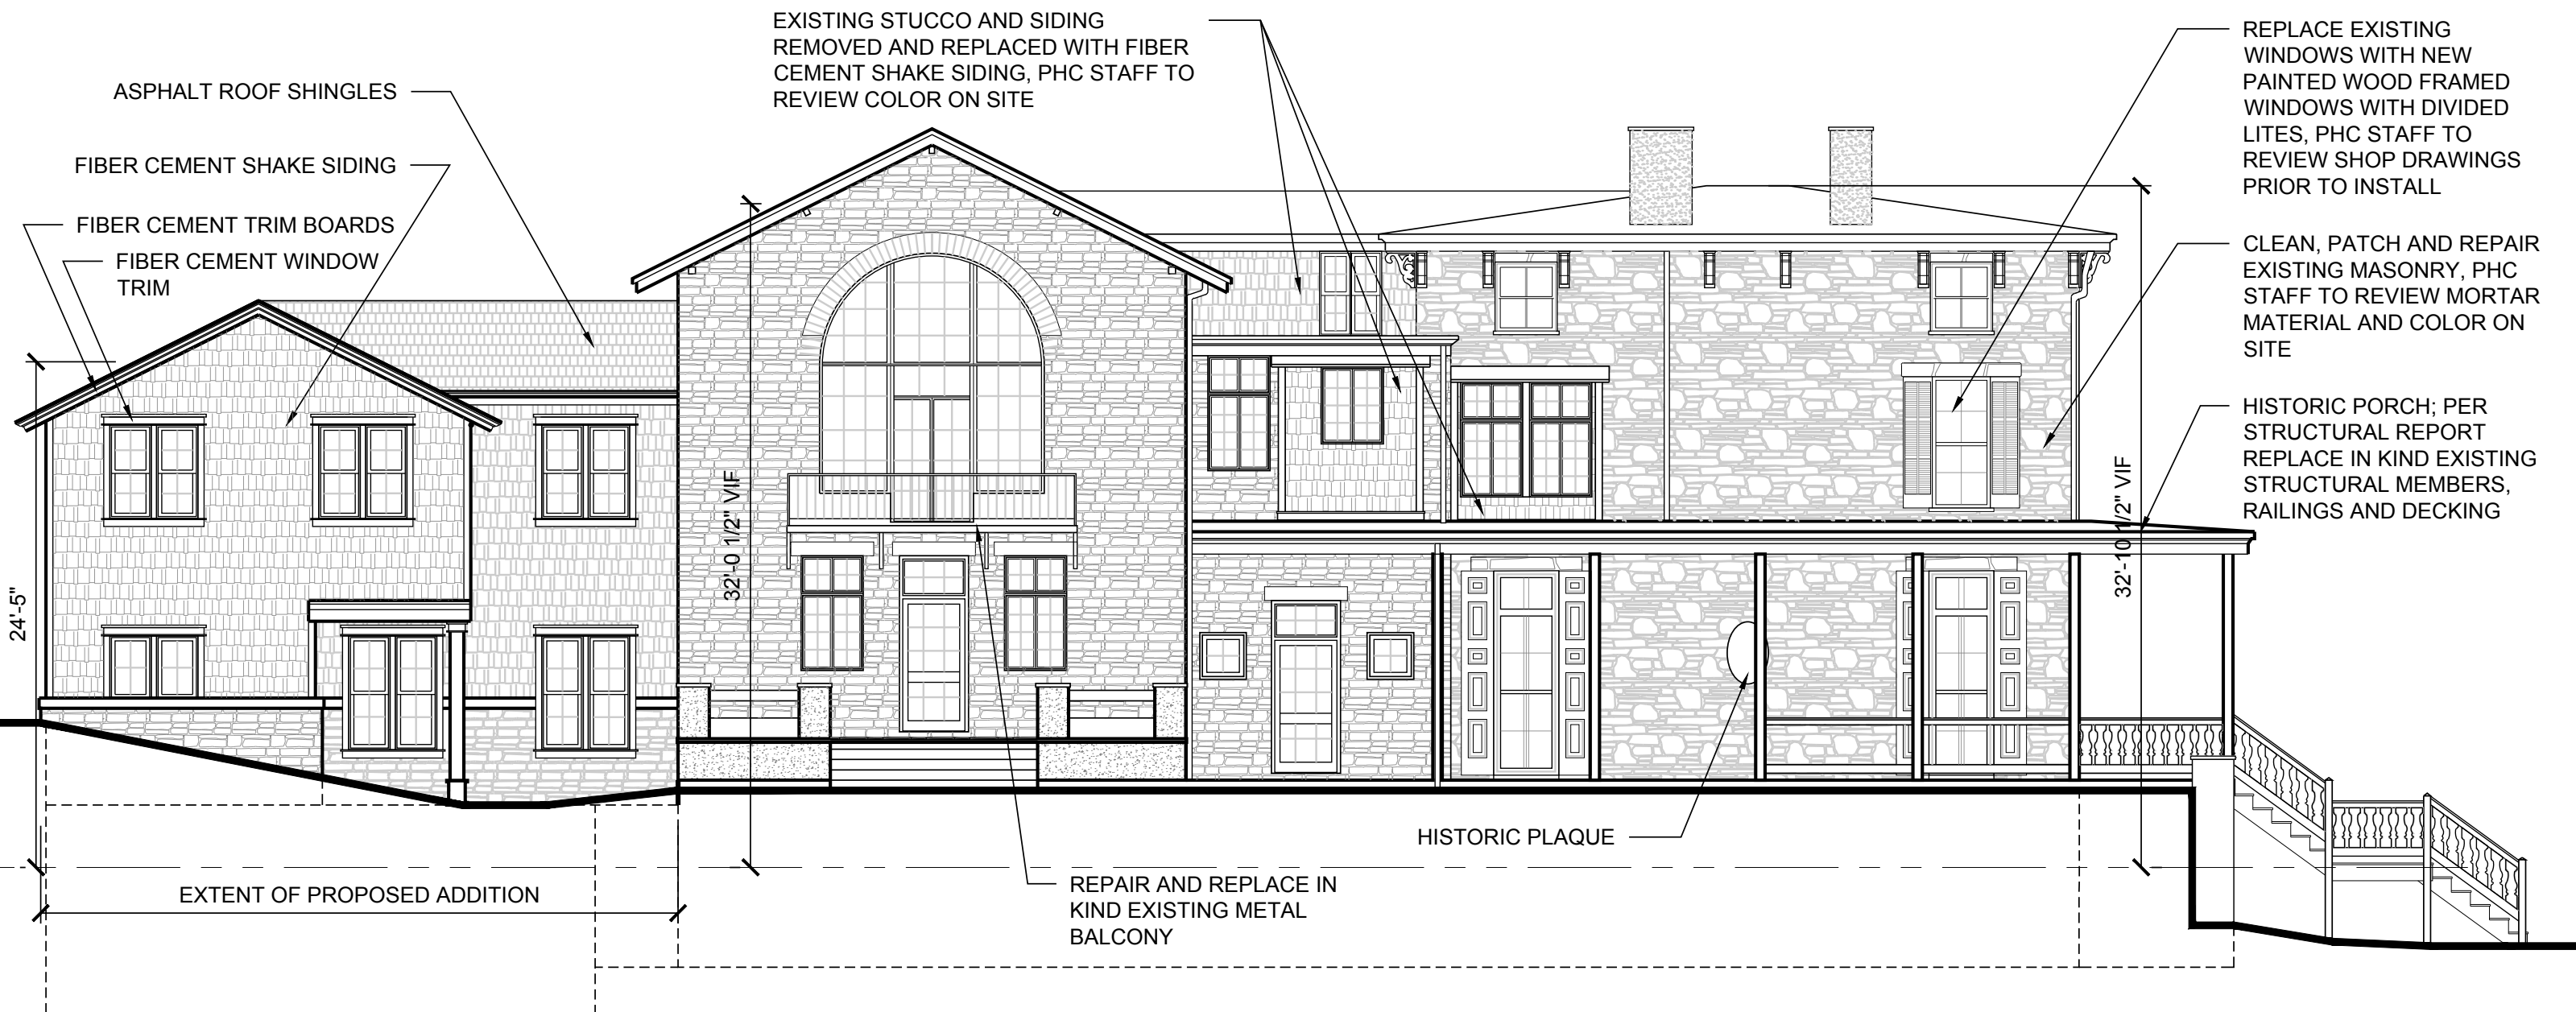 EXISTING STUCCO AND SIDING
REMOVED AND REPLACED WITH FIBER
CEMENT SHAKE SIDING, PHC STAFF TO
REVIEW COLOR ON SITE
REPLACE EXISTING
WINDOWS WITH NEW
PAINTED WOOD FRAMED
WINDOWS WITH DIVIDED
LITES, PHC STAFF TO
REVIEW SHOP DRAWINGS
PRIOR TO INSTALL
ASPHALT ROOF SHINGLES
FIBER CEMENT SHAKE SIDING
FIBER CEMENT TRIM BOARDS
FIBER CEMENT WINDOW
TRIM
CLEAN, PATCH AND REPAIR
EXISTING MASONRY, PHC
STAFF TO REVIEW MORTAR
MATERIAL AND COLOR ON
SITE
HISTORIC PORCH; PER
STRUCTURAL REPORT
REPLACE IN KIND EXISTING
STRUCTURAL MEMBERS,
RAILINGS AND DECKING
24'-5"
32'-0 1/2" VIF
32'-10 1/2" VIF
HISTORIC PLAQUE
EXTENT OF PROPOSED ADDITION
REPAIR AND REPLACE IN
KIND EXISTING METAL
BALCONY